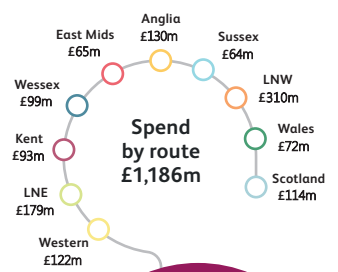 Anglia
£130m
East Mids
£65m
Sussex
£64m
Wessex
£99m
LNW
£310m
Kent
£93m
Spend
by route
£1,186m
Wales
£72m
LNE
£179m
Scotland
£114m
Western
£122m